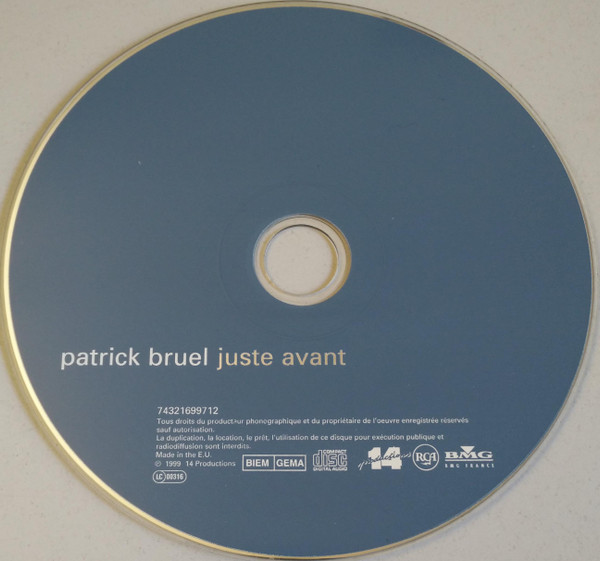 patrick bruel juste avant
74321699712
Tous droits du producteur phonographique et du propriétaire de l'oeuvre enregistrée réservés
sauf autorisation.
La duplication, la location, le prêt, l'utilisation de ce disque pour exécution publique et
radiodiffusion sont interdits.
Made in the E.U.
© 1999 14 Productions
BIEM GEMA
COMPACT
disc
DIGITAL AUDIO
14
productions
RCA
BMG
BMG FRANCE
LC 00316